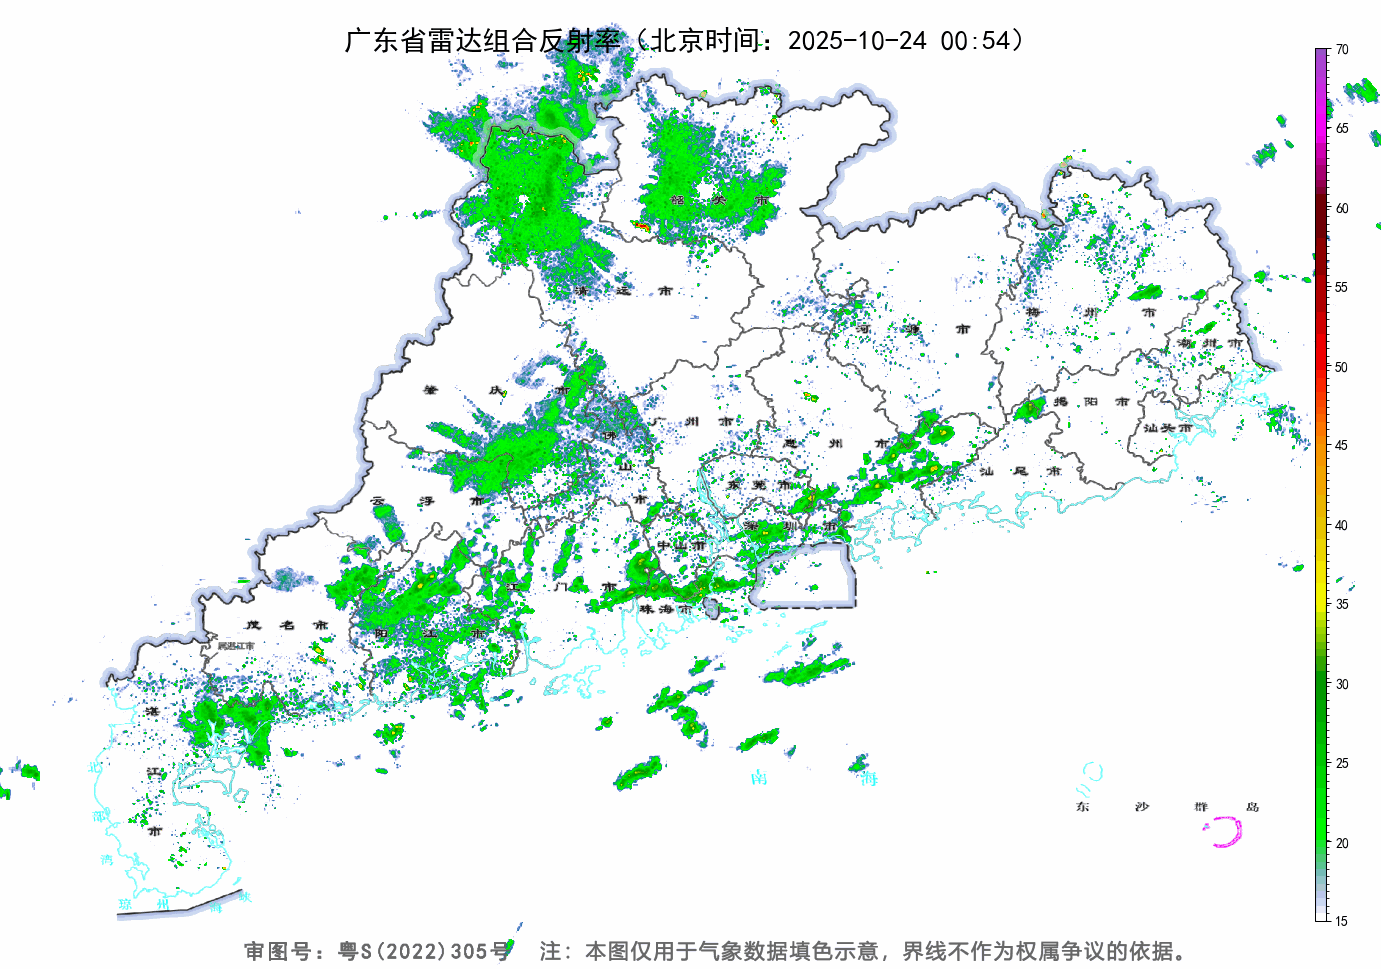 广东省雷达组合反射率（北京时间：2025-10-24 00:54）
70
65
60
55
50
45
40
35
30
25
20
15
韶关市
清远市
河源市
梅州市
潮州市
肇庆市
广州市
惠州市
揭阳市
汕头市
佛山市
东莞市
汕尾市
云浮市
深圳市
中山市
江门市
珠海市
茂名市
阳江市
属湛江市
湛江市
北部湾
南海
东沙群岛
琼州海峡
审图号：粤S(2022)305号 注：本图仅用于气象数据填色示意，界线不作为权属争议的依据。